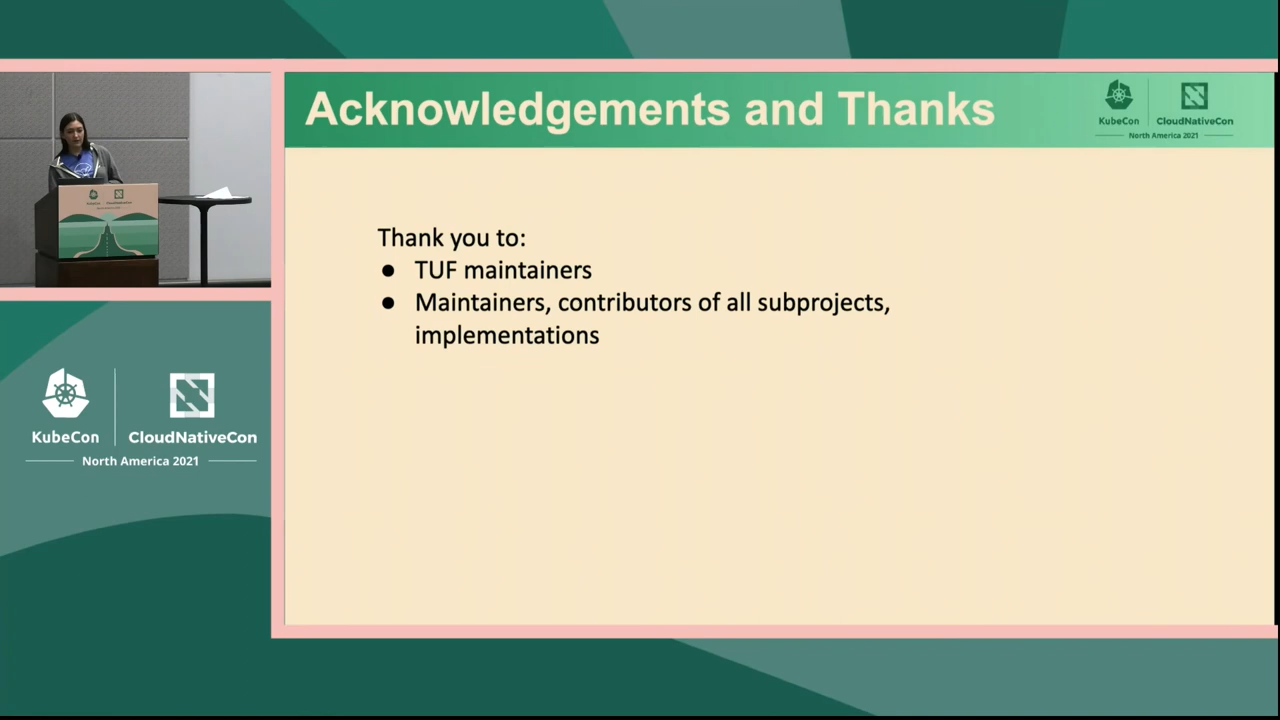 Acknowledgements and Thanks
KubeCon
CloudNativeCon
North America 2021
Thank you to:
● TUF maintainers
● Maintainers, contributors of all subprojects,
implementations
KubeCon
CloudNativeCon
North America 2021